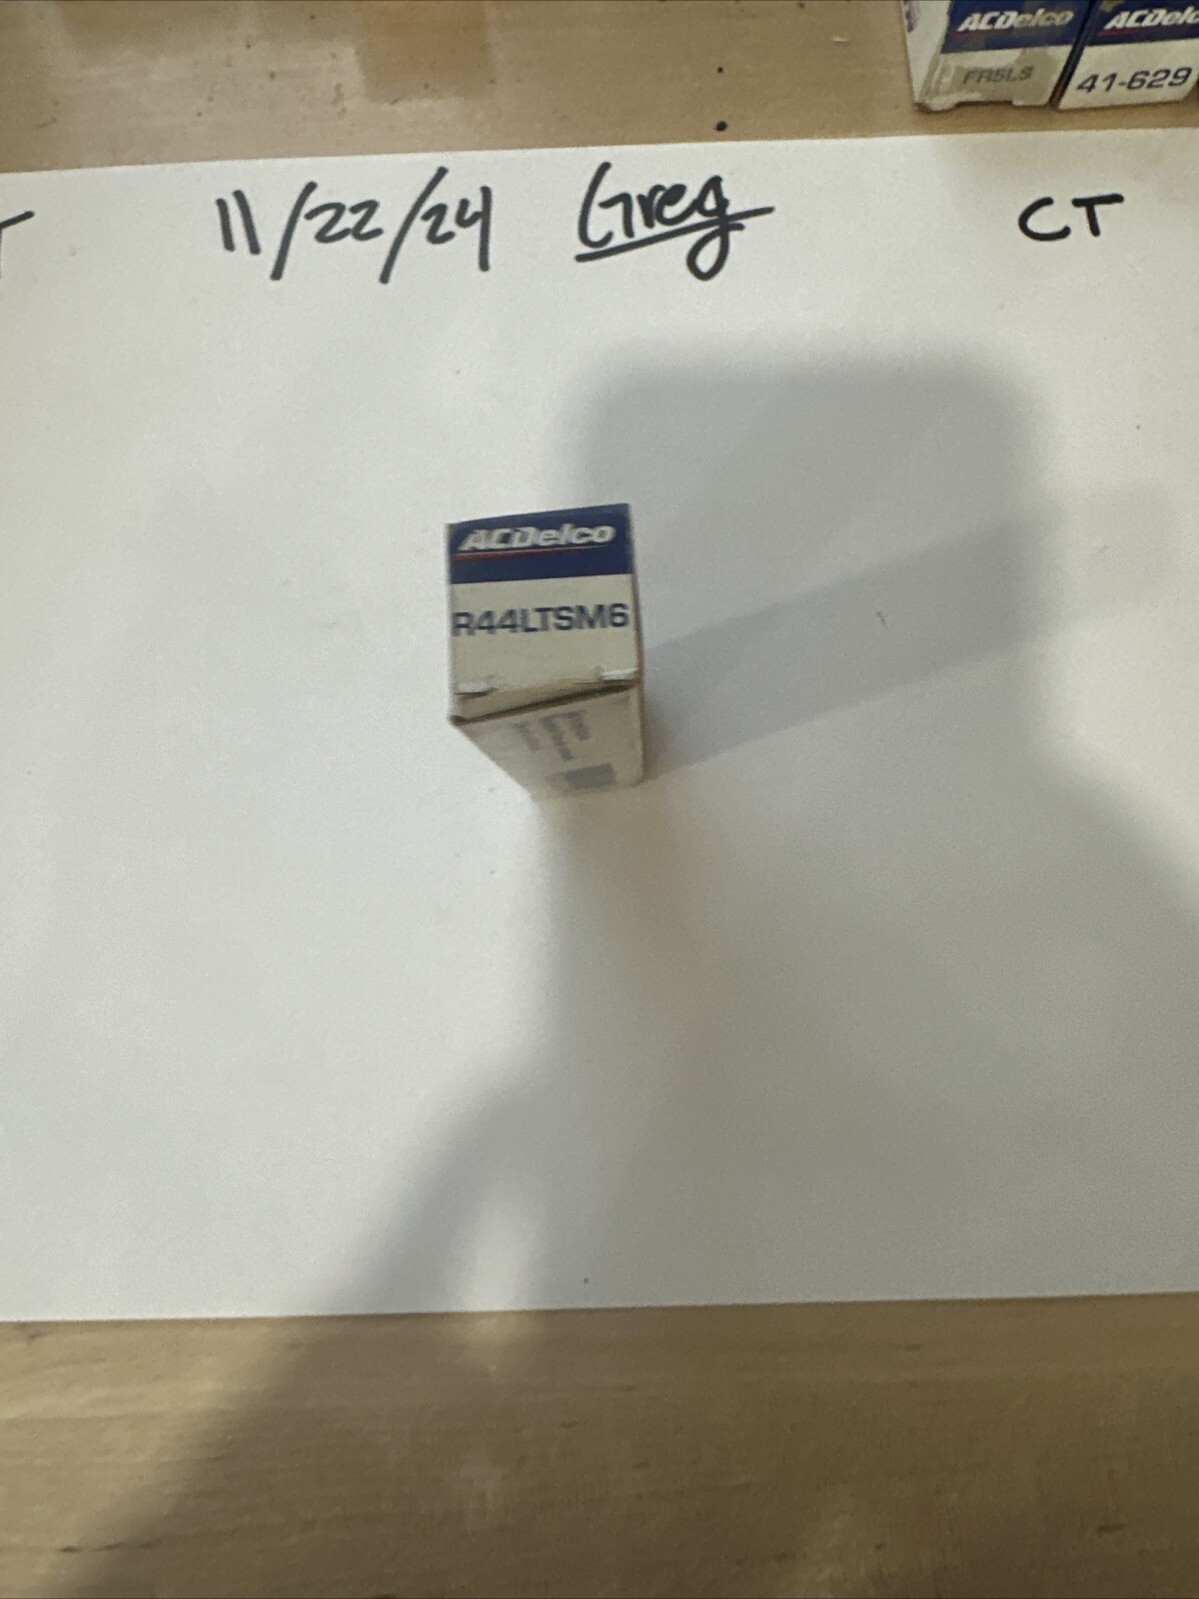 ACDelco
FR5LS
ACDelco
41-629
11/22/24 Greg CT
ACDelco
R44LTSM6